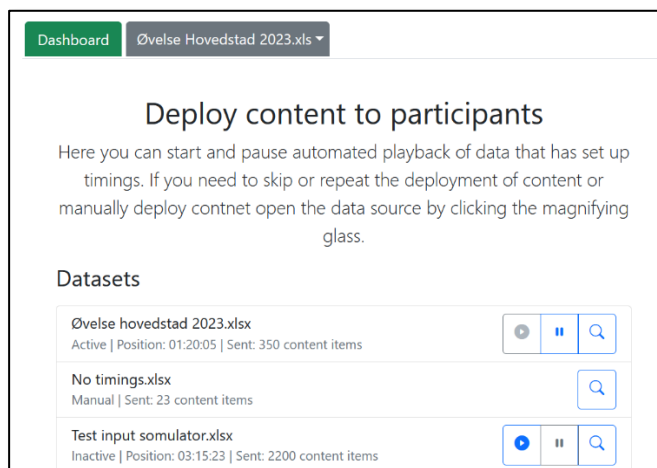 Dashboard Øvelse Hovedstad 2023.xls
Deploy content to participants
Here you can start and pause automated playback of data that has set up
timings. If you need to skip or repeat the deployment of content or
manually deploy contnet open the data source by clicking the magnifying
glass.
Datasets
Øvelse hovedstad 2023.xlsx
Active | Position: 01:20:05 | Sent: 350 content items
No timings.xlsx
Manual | Sent: 23 content items
Test input somulator.xlsx
Inactive | Position: 03:15:23 | Sent: 2200 content items